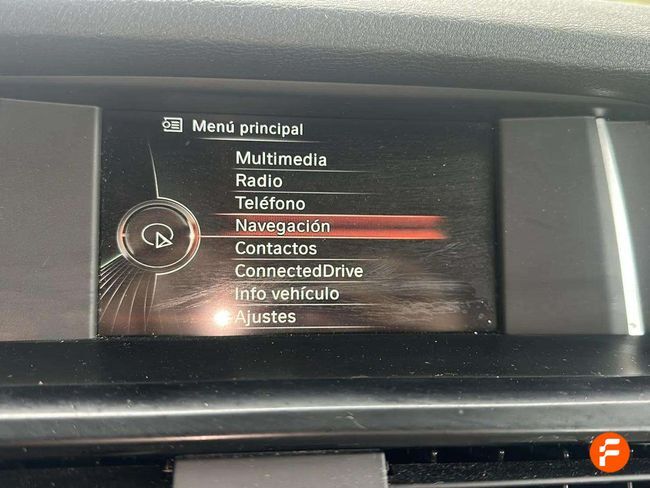 Menú principal
Multimedia
Radio
Teléfono
Navegación
Contactos
ConnectedDrive
Info vehículo
Ajustes